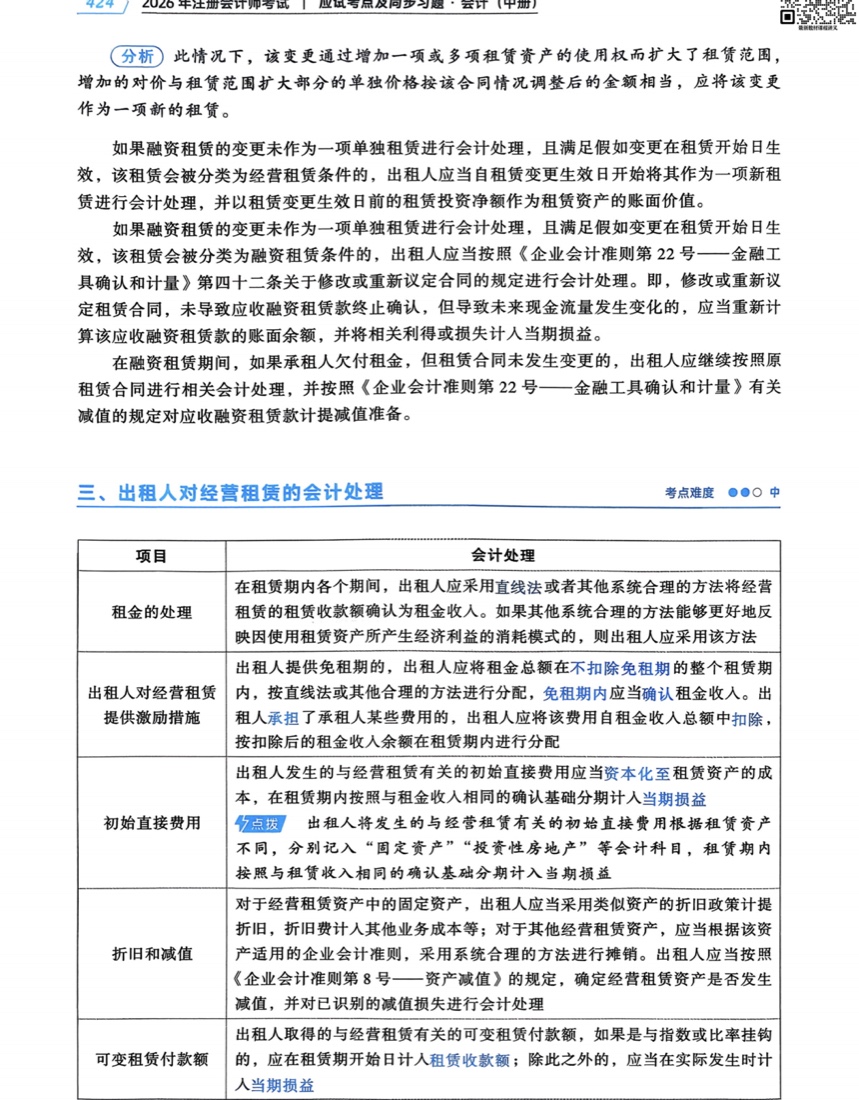 424 2026年注册会计师考试 | 应试考点及同步习题·会计(中册)
分析 此情况下，该变更通过增加一项或多项租赁资产的使用权而扩大了租赁范围，
增加的对价与租赁范围扩大部分的单独价格按该合同情况调整后的金额相当，应将该变更
作为一项新的租赁。
如果融资租赁的变更未作为一项单独租赁进行会计处理，且满足假如变更在租赁开始日生
效，该租赁会被分类为经营租赁条件的，出租人应当自租赁变更生效日开始将其作为一项新租
赁进行会计处理，并以租赁变更生效日前的租赁投资净额作为租赁资产的账面价值。
如果融资租赁的变更未作为一项单独租赁进行会计处理，且满足假如变更在租赁开始日生
效，该租赁会被分类为融资租赁条件的，出租人应当按照《企业会计准则第 22 号——金融工
具确认和计量》第四十二条关于修改或重新议定合同的规定进行会计处理。即，修改或重新议
定租赁合同，未导致应收融资租赁款终止确认，但导致未来现金流量发生变化的，应当重新计
算该应收融资租赁款的账面余额，并将相关利得或损失计入当期损益。
在融资租赁期间，如果承租人欠付租金，但租赁合同未发生变更的，出租人应继续按照原
租赁合同进行相关会计处理，并按照《企业会计准则第 22 号——金融工具确认和计量》有关
减值的规定对应收融资租赁款计提减值准备。
三、出租人对经营租赁的会计处理 考点难度 中
项目 会计处理
租金的处理
在租赁期内各个期间，出租人应采用直线法或者其他系统合理的方法将经营
租赁的租赁收款额确认为租金收入。如果其他系统合理的方法能够更好地反
映因使用租赁资产所产生经济利益的消耗模式的，则出租人应采用该方法
出租人对经营租赁
提供激励措施
出租人提供免租期的，出租人应将租金总额在不扣除免租期的整个租赁期
内，按直线法或其他合理的方法进行分配，免租期内应当确认租金收入。出
租人承担了承租人某些费用的，出租人应将该费用自租金收入总额中扣除，
按扣除后的租金收入余额在租赁期内进行分配
初始直接费用
出租人发生的与经营租赁有关的初始直接费用应当资本化至租赁资产的成
本，在租赁期内按照与租金收入相同的确认基础分期计入当期损益
点拨 出租人将发生的与经营租赁有关的初始直接费用根据租赁资产
不同，分别记入“固定资产”“投资性房地产”等会计科目，租赁期内
按照与租赁收入相同的确认基础分期计入当期损益
折旧和减值
对于经营租赁资产中的固定资产，出租人应当采用类似资产的折旧政策计提
折旧，折旧费计入其他业务成本等；对于其他经营租赁资产，应当根据该资
产适用的企业会计准则，采用系统合理的方法进行摊销。出租人应当按照
《企业会计准则第 8 号——资产减值》的规定，确定经营租赁资产是否发生
减值，并对已识别的减值损失进行会计处理
可变租赁付款额
出租人取得的与经营租赁有关的可变租赁付款额，如果是与指数或比率挂钩
的，应在租赁期开始日计入租赁收款额；除此之外的，应当在实际发生时计
入当期损益